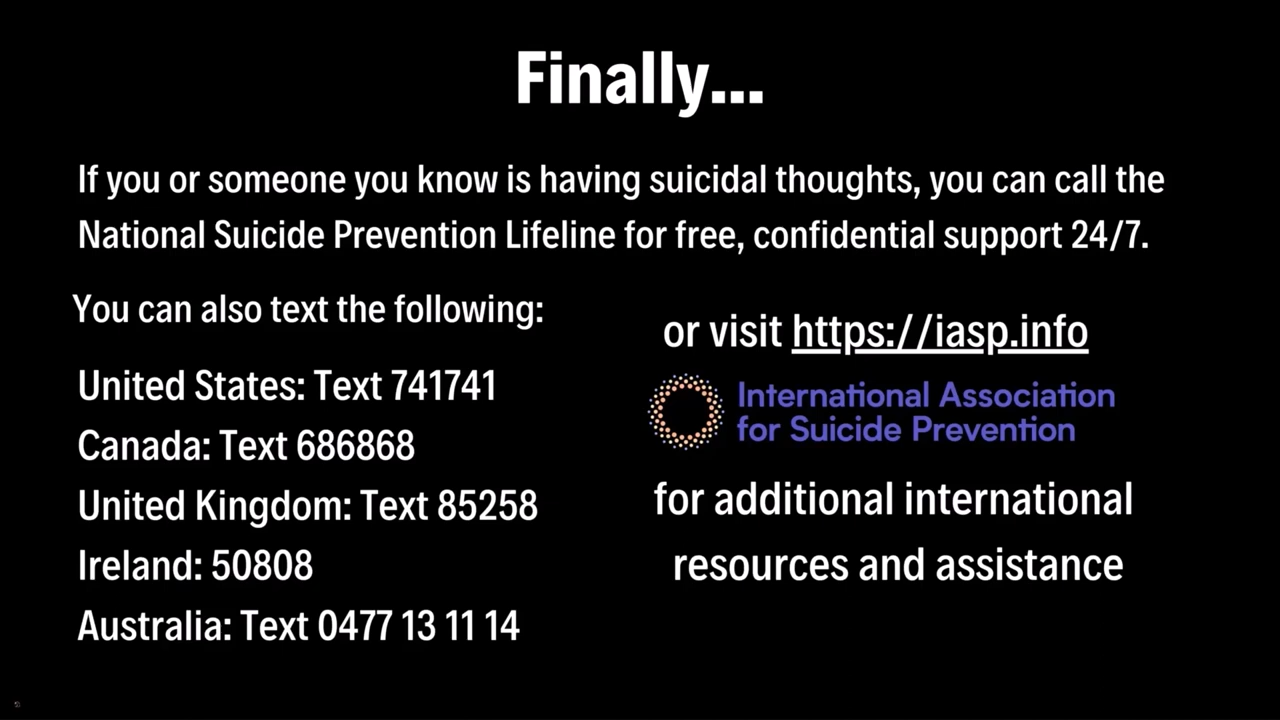 Finally...
If you or someone you know is having suicidal thoughts, you can call the
National Suicide Prevention Lifeline for free, confidential support 24/7.
You can also text the following:
United States: Text 741741
Canada: Text 686868
United Kingdom: Text 85258
Ireland: 50808
Australia: Text 0477 13 11 14
or visit https://iasp.info
International Association
for Suicide Prevention
for additional international
resources and assistance